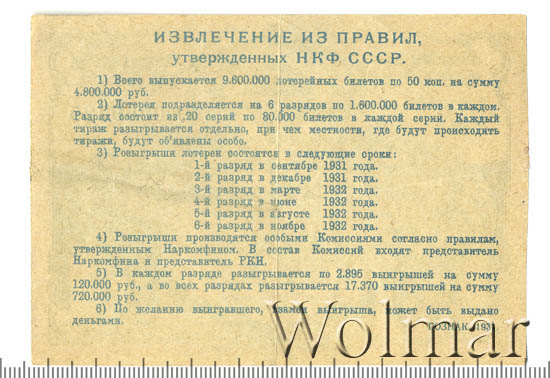 ИЗВЛЕЧЕНИЕ ИЗ ПРАВИЛ,
утвержденных НКФ СССР.
1) Всего выпускается 9.600.000 лотерейных билетов по 50 коп. на сумму
4.800.000 руб.
2) Лотерея подразделяется на 6 разрядов по 1.600.000 билетов в каждом.
Разряд состоит из 20 серий по 80.000 билетов в каждой серии. Каждый
тираж разыгрывается отдельно, при чем местности, где будут происходить
тиражи, будут об'явлены особо.
3) Розыгрыши лотереи состоятся в следующие сроки:
1-й разряд в сентябре 1931 года.
2-й разряд в декабре 1931 года.
3-й разряд в марте 1932 года.
4-й разряд в июне 1932 года.
5-й разряд в августе 1932 года.
6-й разряд в ноябре 1932 года.
4) Розыгрыши производятся особыми Комиссиями согласно правилам,
утвержденным Наркомфином. В состав Комиссий входят представитель
Наркомфина и представитель РКИ.
5) В каждом разряде разыгрывается по 2.895 выигрышей на сумму
120.000 руб., а во всех разрядах разыгрывается 17.370 выигрышей на сумму
720.000 руб.
6) По желанию выигравшего, взамен выигрыша, может быть выдано
деньгами.
ГОЗНАК. 1931
Wolmar